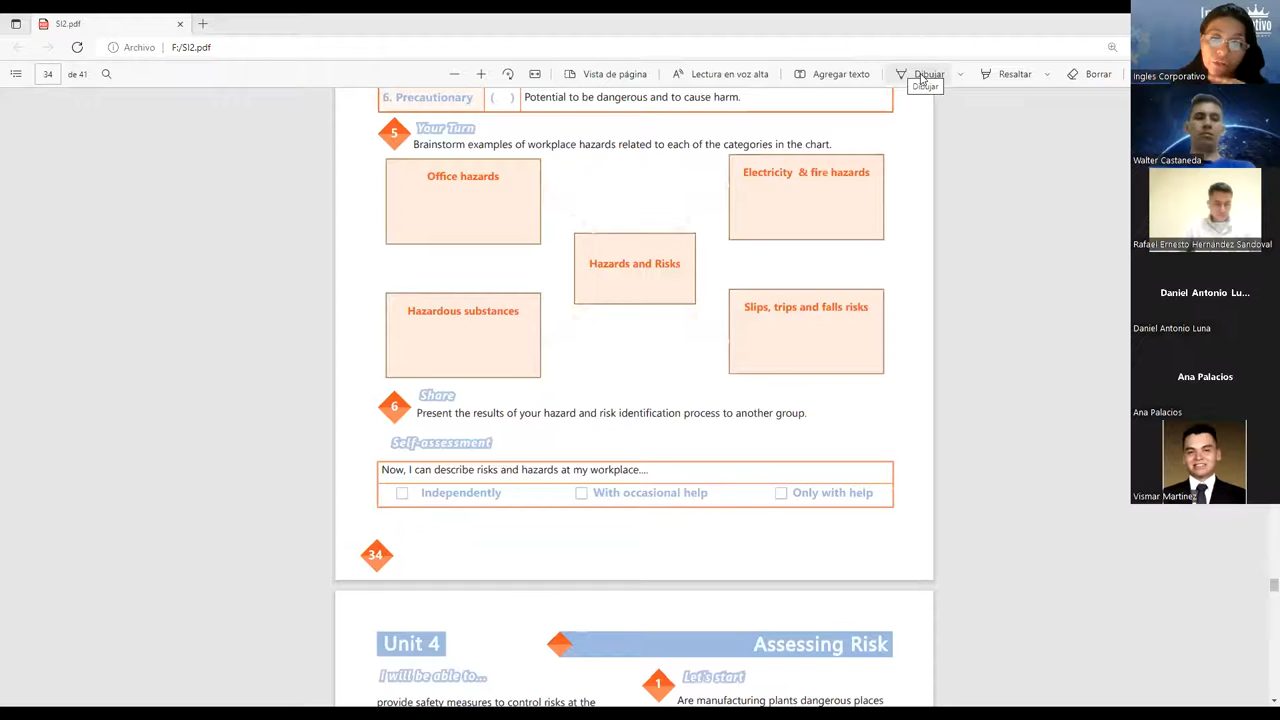 SI2.pdf
Archivo
F:/SI2.pdf
34
de 41
Vista de página
Lectura en voz alta
Agregar texto
Dibujar
Resaltar
Borrar
Dibujar
6. Precautionary
( )
Potential to be dangerous and to cause harm.
5
Your Turn
Brainstorm examples of workplace hazards related to each of the categories in the chart.
Office hazards
Electricity & fire hazards
Hazards and Risks
Hazardous substances
Slips, trips and falls risks
6
Share
Present the results of your hazard and risk identification process to another group.
Self-assessment
Now, I can describe risks and hazards at my workplace....
Independently
With occasional help
Only with help
34
Unit 4
Assessing Risk
I will be able to...
1
Let's start
provide safety measures to control risks at the
Are manufacturing plants dangerous places
Ingles Corporativo
Walter Castaneda
Rafael Ernesto Hernandez Sandoval
Daniel Antonio Lu...
Daniel Antonio Luna
Ana Palacios
Ana Palacios
Vismar Martinez